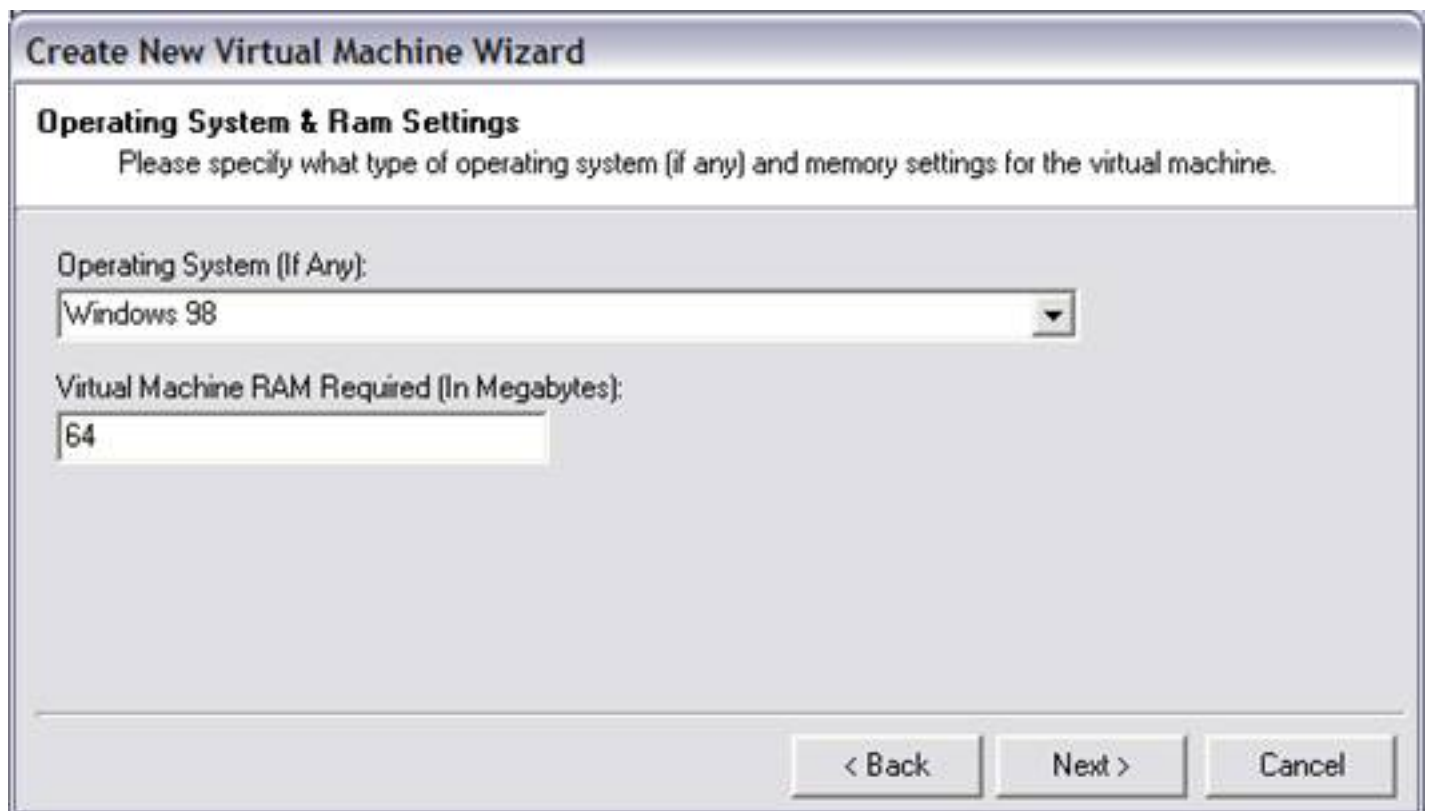 Create New Virtual Machine Wizard
Operating System & Ram Settings
Please specify what type of operating system (if any) and memory settings for the virtual machine.
Operating System (If Any):
Windows 98
Virtual Machine RAM Required (In Megabytes):
64
< Back
Next >
Cancel